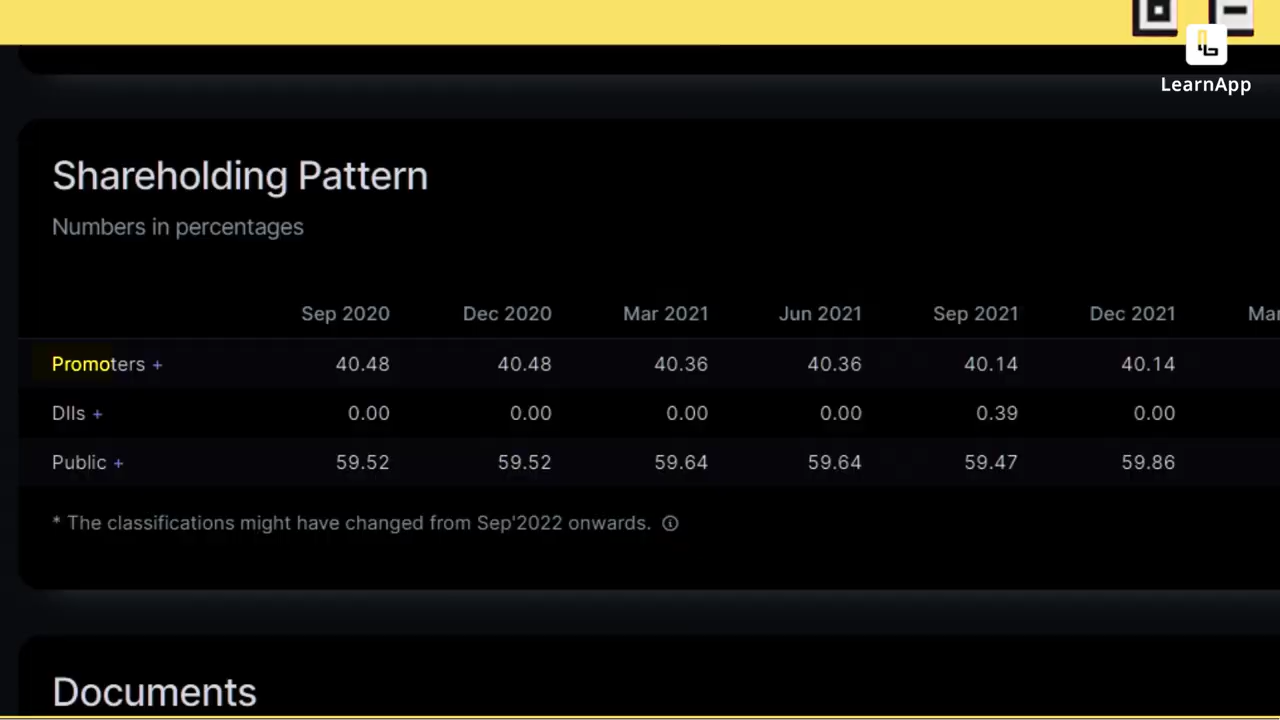 LearnApp
Shareholding Pattern
Numbers in percentages
Sep 2020 Dec 2020 Mar 2021 Jun 2021 Sep 2021 Dec 2021
Promoters + 40.48 40.48 40.36 40.36 40.14 40.14
DIIs + 0.00 0.00 0.00 0.00 0.39 0.00
Public + 59.52 59.52 59.64 59.64 59.47 59.86
* The classifications might have changed from Sep'2022 onwards.
Documents